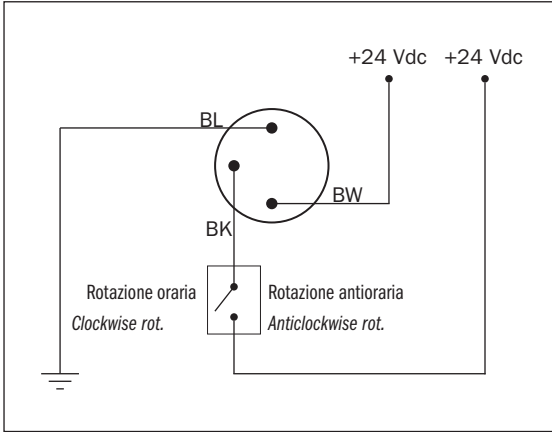 +24 Vdc
+24 Vdc
BL
BW
BK
Rotazione oraria
Clockwise rot.
Rotazione antioraria
Anticlockwise rot.